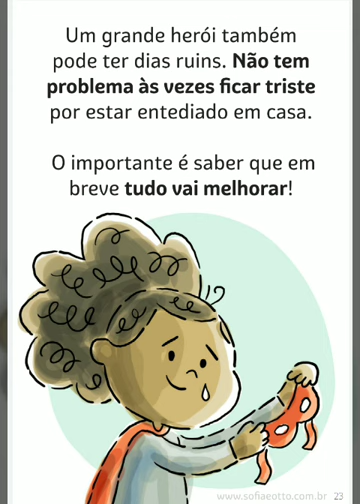 Um grande herói também
pode ter dias ruins. Não tem
problema às vezes ficar triste
por estar entediado em casa.
O importante é saber que em
breve tudo vai melhorar!
www.sofiaeotto.com.br 23